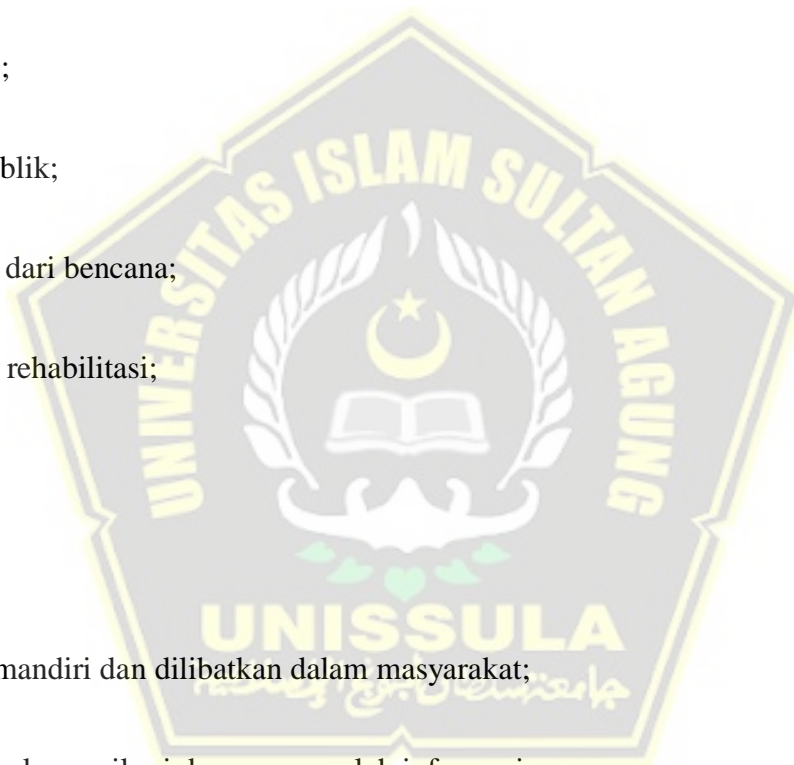 ;
blik;
dari bencana;
rehabilitasi;
mandiri dan dilibatkan dalam masyarakat;
UNIVERSITAS ISLAM SULTAN AGUNG
UNISSULA